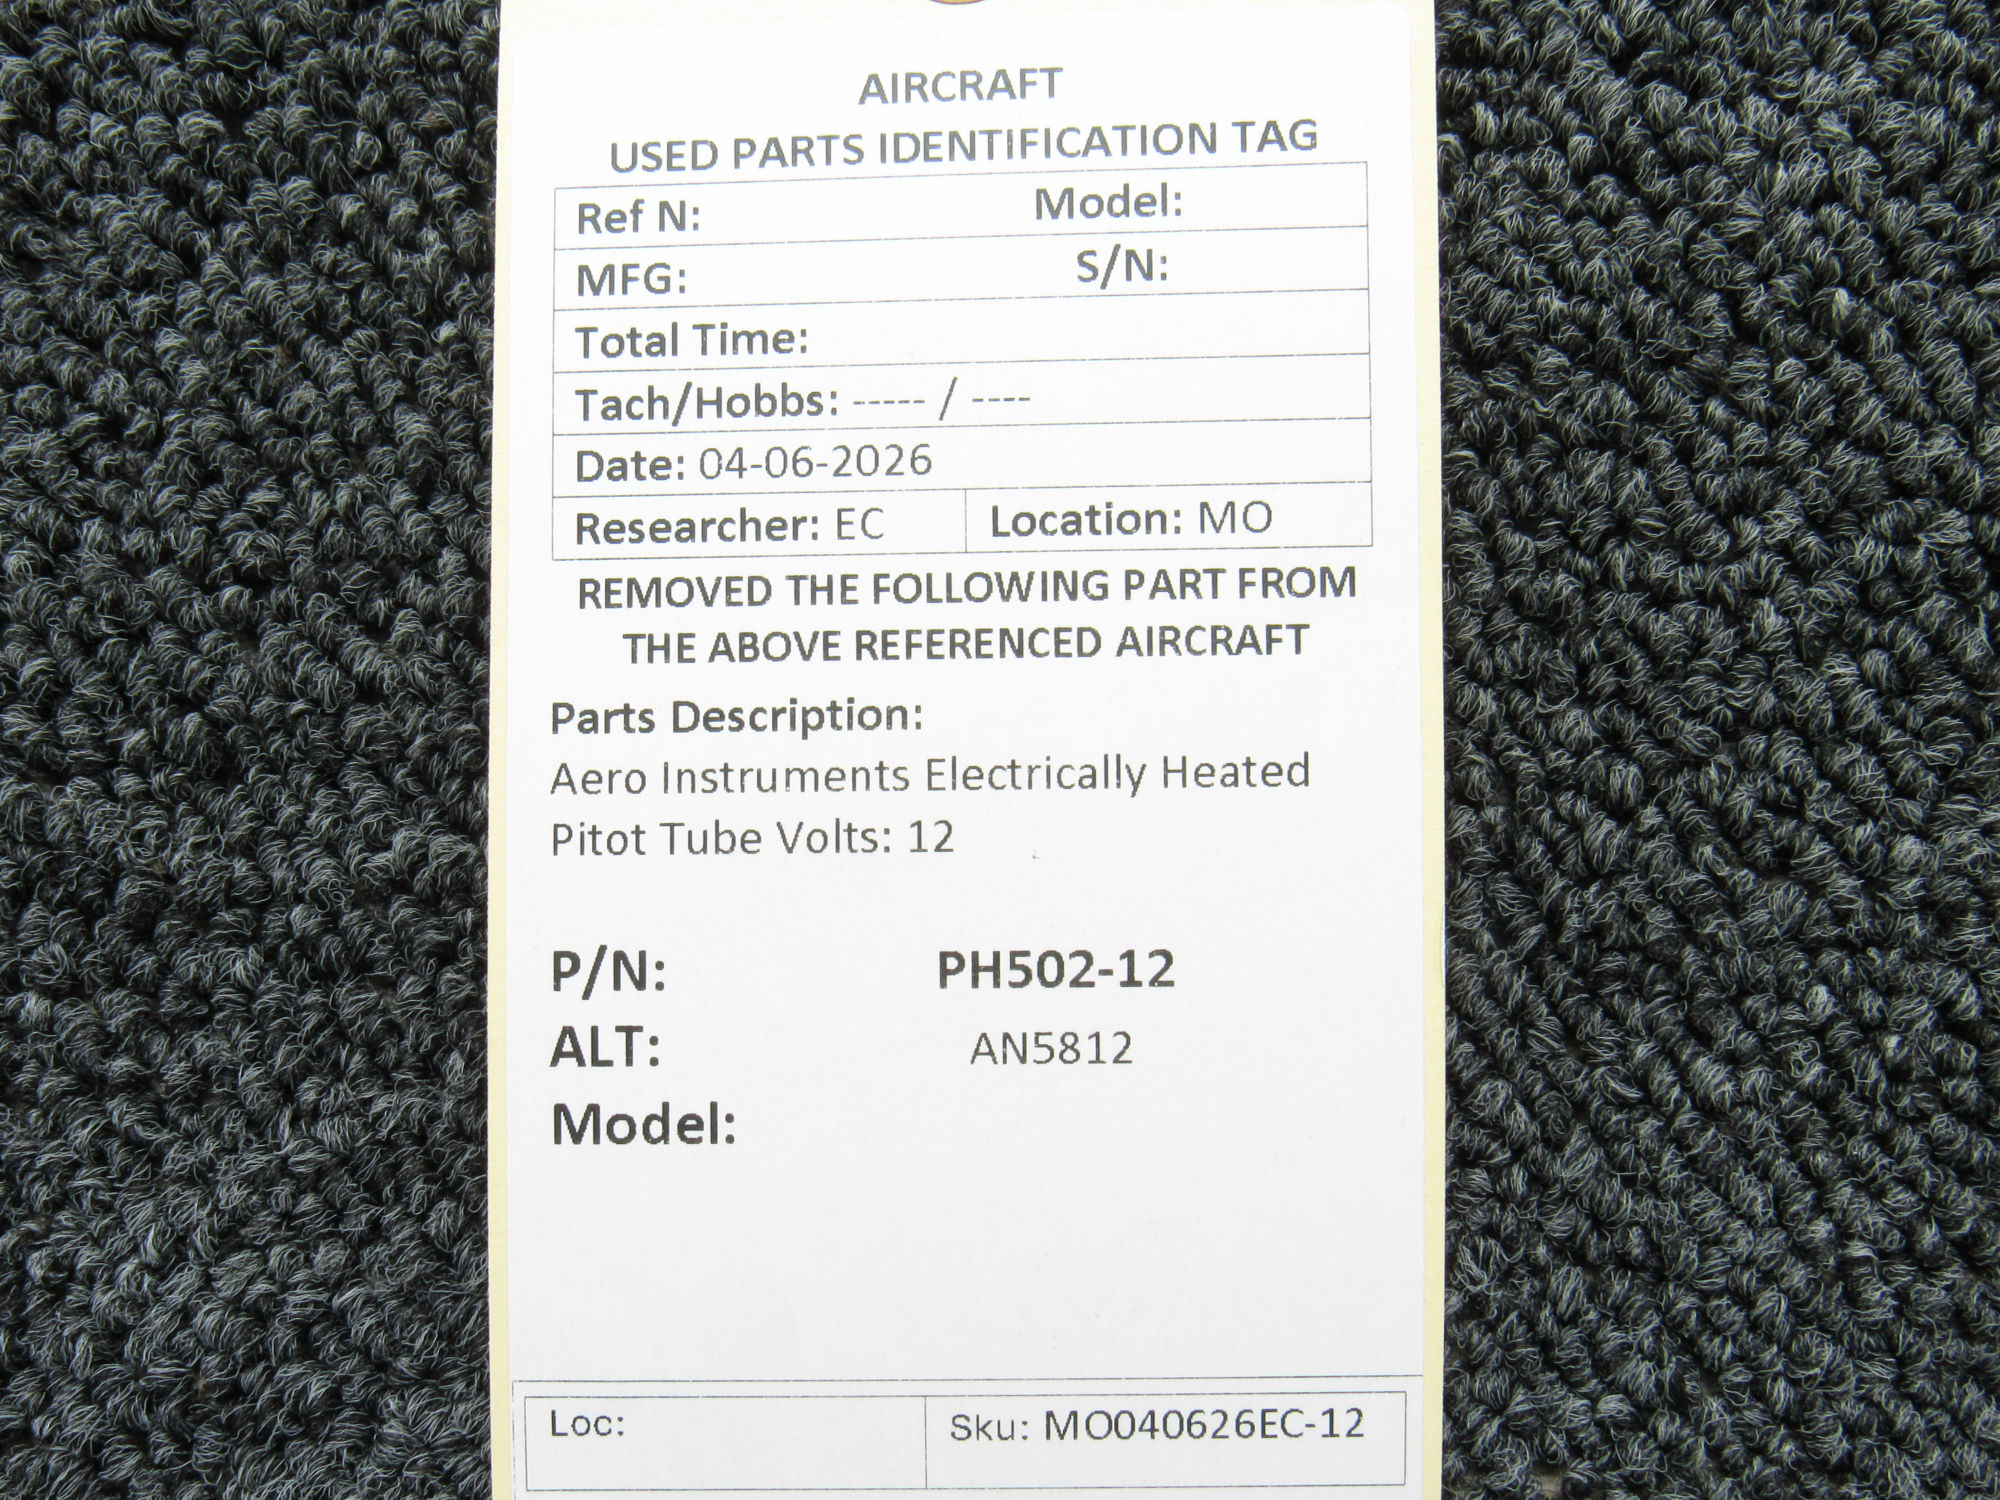 AIRCRAFT
USED PARTS IDENTIFICATION TAG
Ref N: Model:
MFG: S/N:
Total Time:
Tach/Hobbs: ----- / ----
Date: 04-06-2026
Researcher: EC Location: MO
REMOVED THE FOLLOWING PART FROM
THE ABOVE REFERENCED AIRCRAFT
Parts Description:
Aero Instruments Electrically Heated
Pitot Tube Volts: 12
P/N: PH502-12
ALT: AN5812
Model:
Loc: Sku: MO040626EC-12